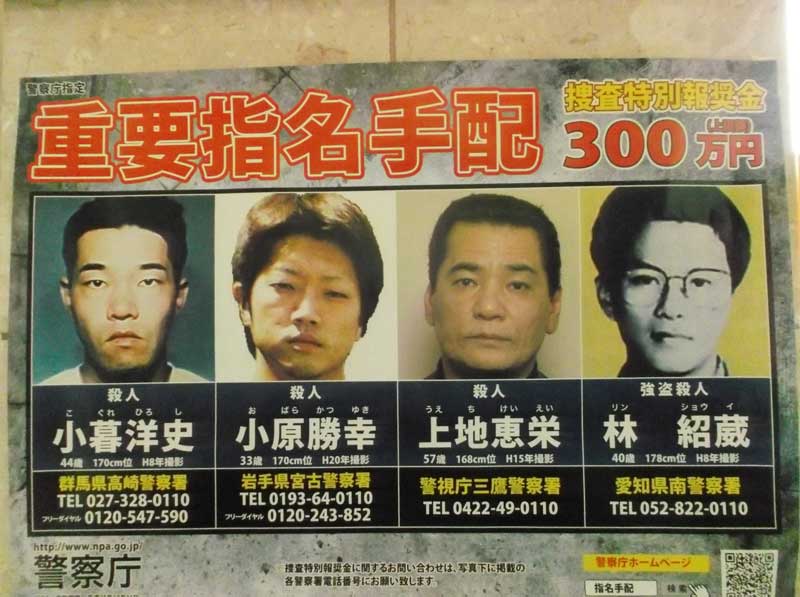 警察庁指定
重要指名手配
捜査特別報奨金
300万円
(上限額)
殺人
こ ぐれ ひろ し
小暮洋史
44歳 170cm位 H8年撮影
群馬県高崎警察署
TEL 027-328-0110
フリーダイヤル 0120-547-590
殺人
お ばら かつ ゆき
小原勝幸
33歳 170cm位 H20年撮影
岩手県宮古警察署
TEL 0193-64-0110
フリーダイヤル 0120-243-852
殺人
うえ ち けい えい
上地恵栄
57歳 168cm位 H15年撮影
警視庁三鷹警察署
TEL 0422-49-0110
強盗殺人
リン ショウ イ
林 紹葳
40歳 178cm位 H8年撮影
愛知県南警察署
TEL 052-822-0110
http://www.npa.go.jp/
警察庁
捜査特別報奨金に関するお問い合わせは、写真下に掲載の
各警察署電話番号にお願い致します。
警察庁ホームページ
指名手配 検索